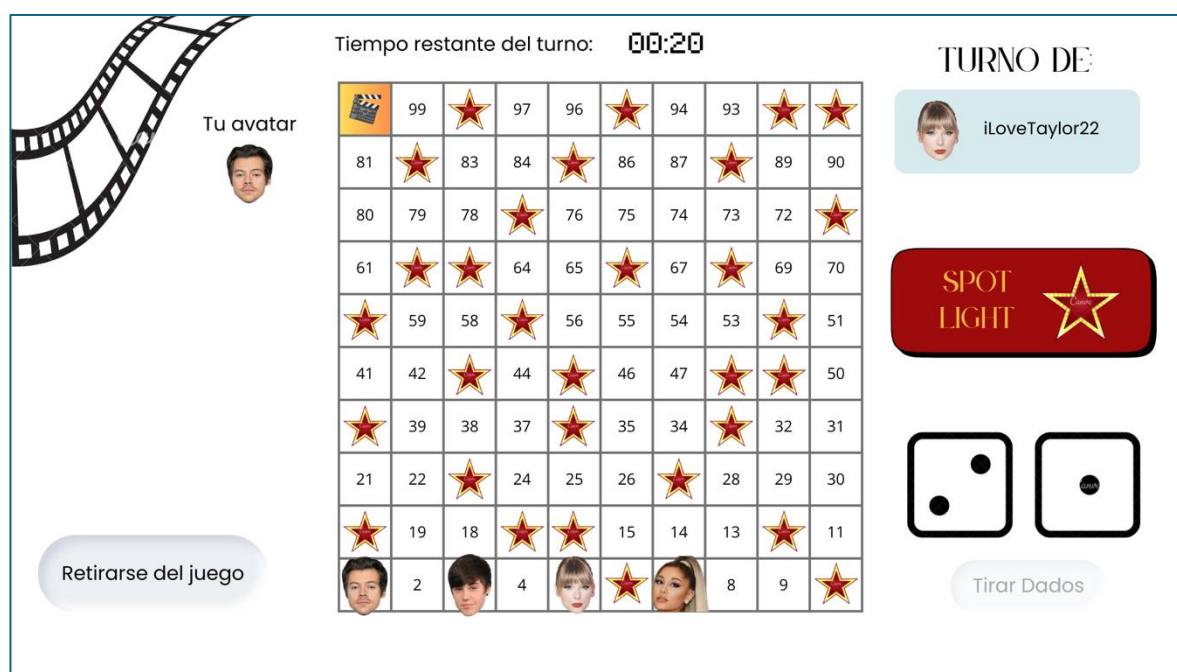 Tiempo restante del turno: 00:20
TURNO DE:
Tu avatar
iLoveTaylor22
99 97 96 94 93
81 83 84 86 87 89 90
80 79 78 76 75 74 73 72
61 64 65 67 69 70
59 58 56 55 54 53 51
41 42 44 46 47 50
39 38 37 35 34 32 31
21 22 24 25 26 28 29 30
19 18 15 14 13 11
2 4 8 9
SPOT
LIGHT
Canva
Retirarse del juego
Tirar Dados